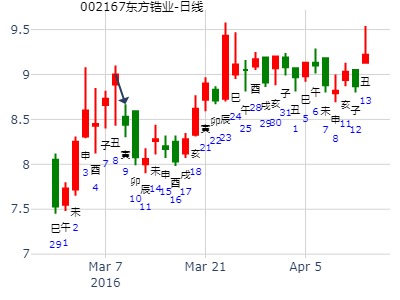 002167东方锆业-日线
9.5
9
8.5
8
7.5
7
巳 29
午 1
未 2
申 3
酉 4
子 7
丑 8
寅 9
卯 10
辰 11
未 14
申 15
酉 16
戌 17
亥 18
寅 21
卯 22
辰 23
巳 24
午 25
酉 28
戌 29
亥 30
子 31
丑 1
巳 5
午 6
未 7
申 8
亥 11
子 12
丑 13
Mar 7
2016
Mar 21
Apr 5